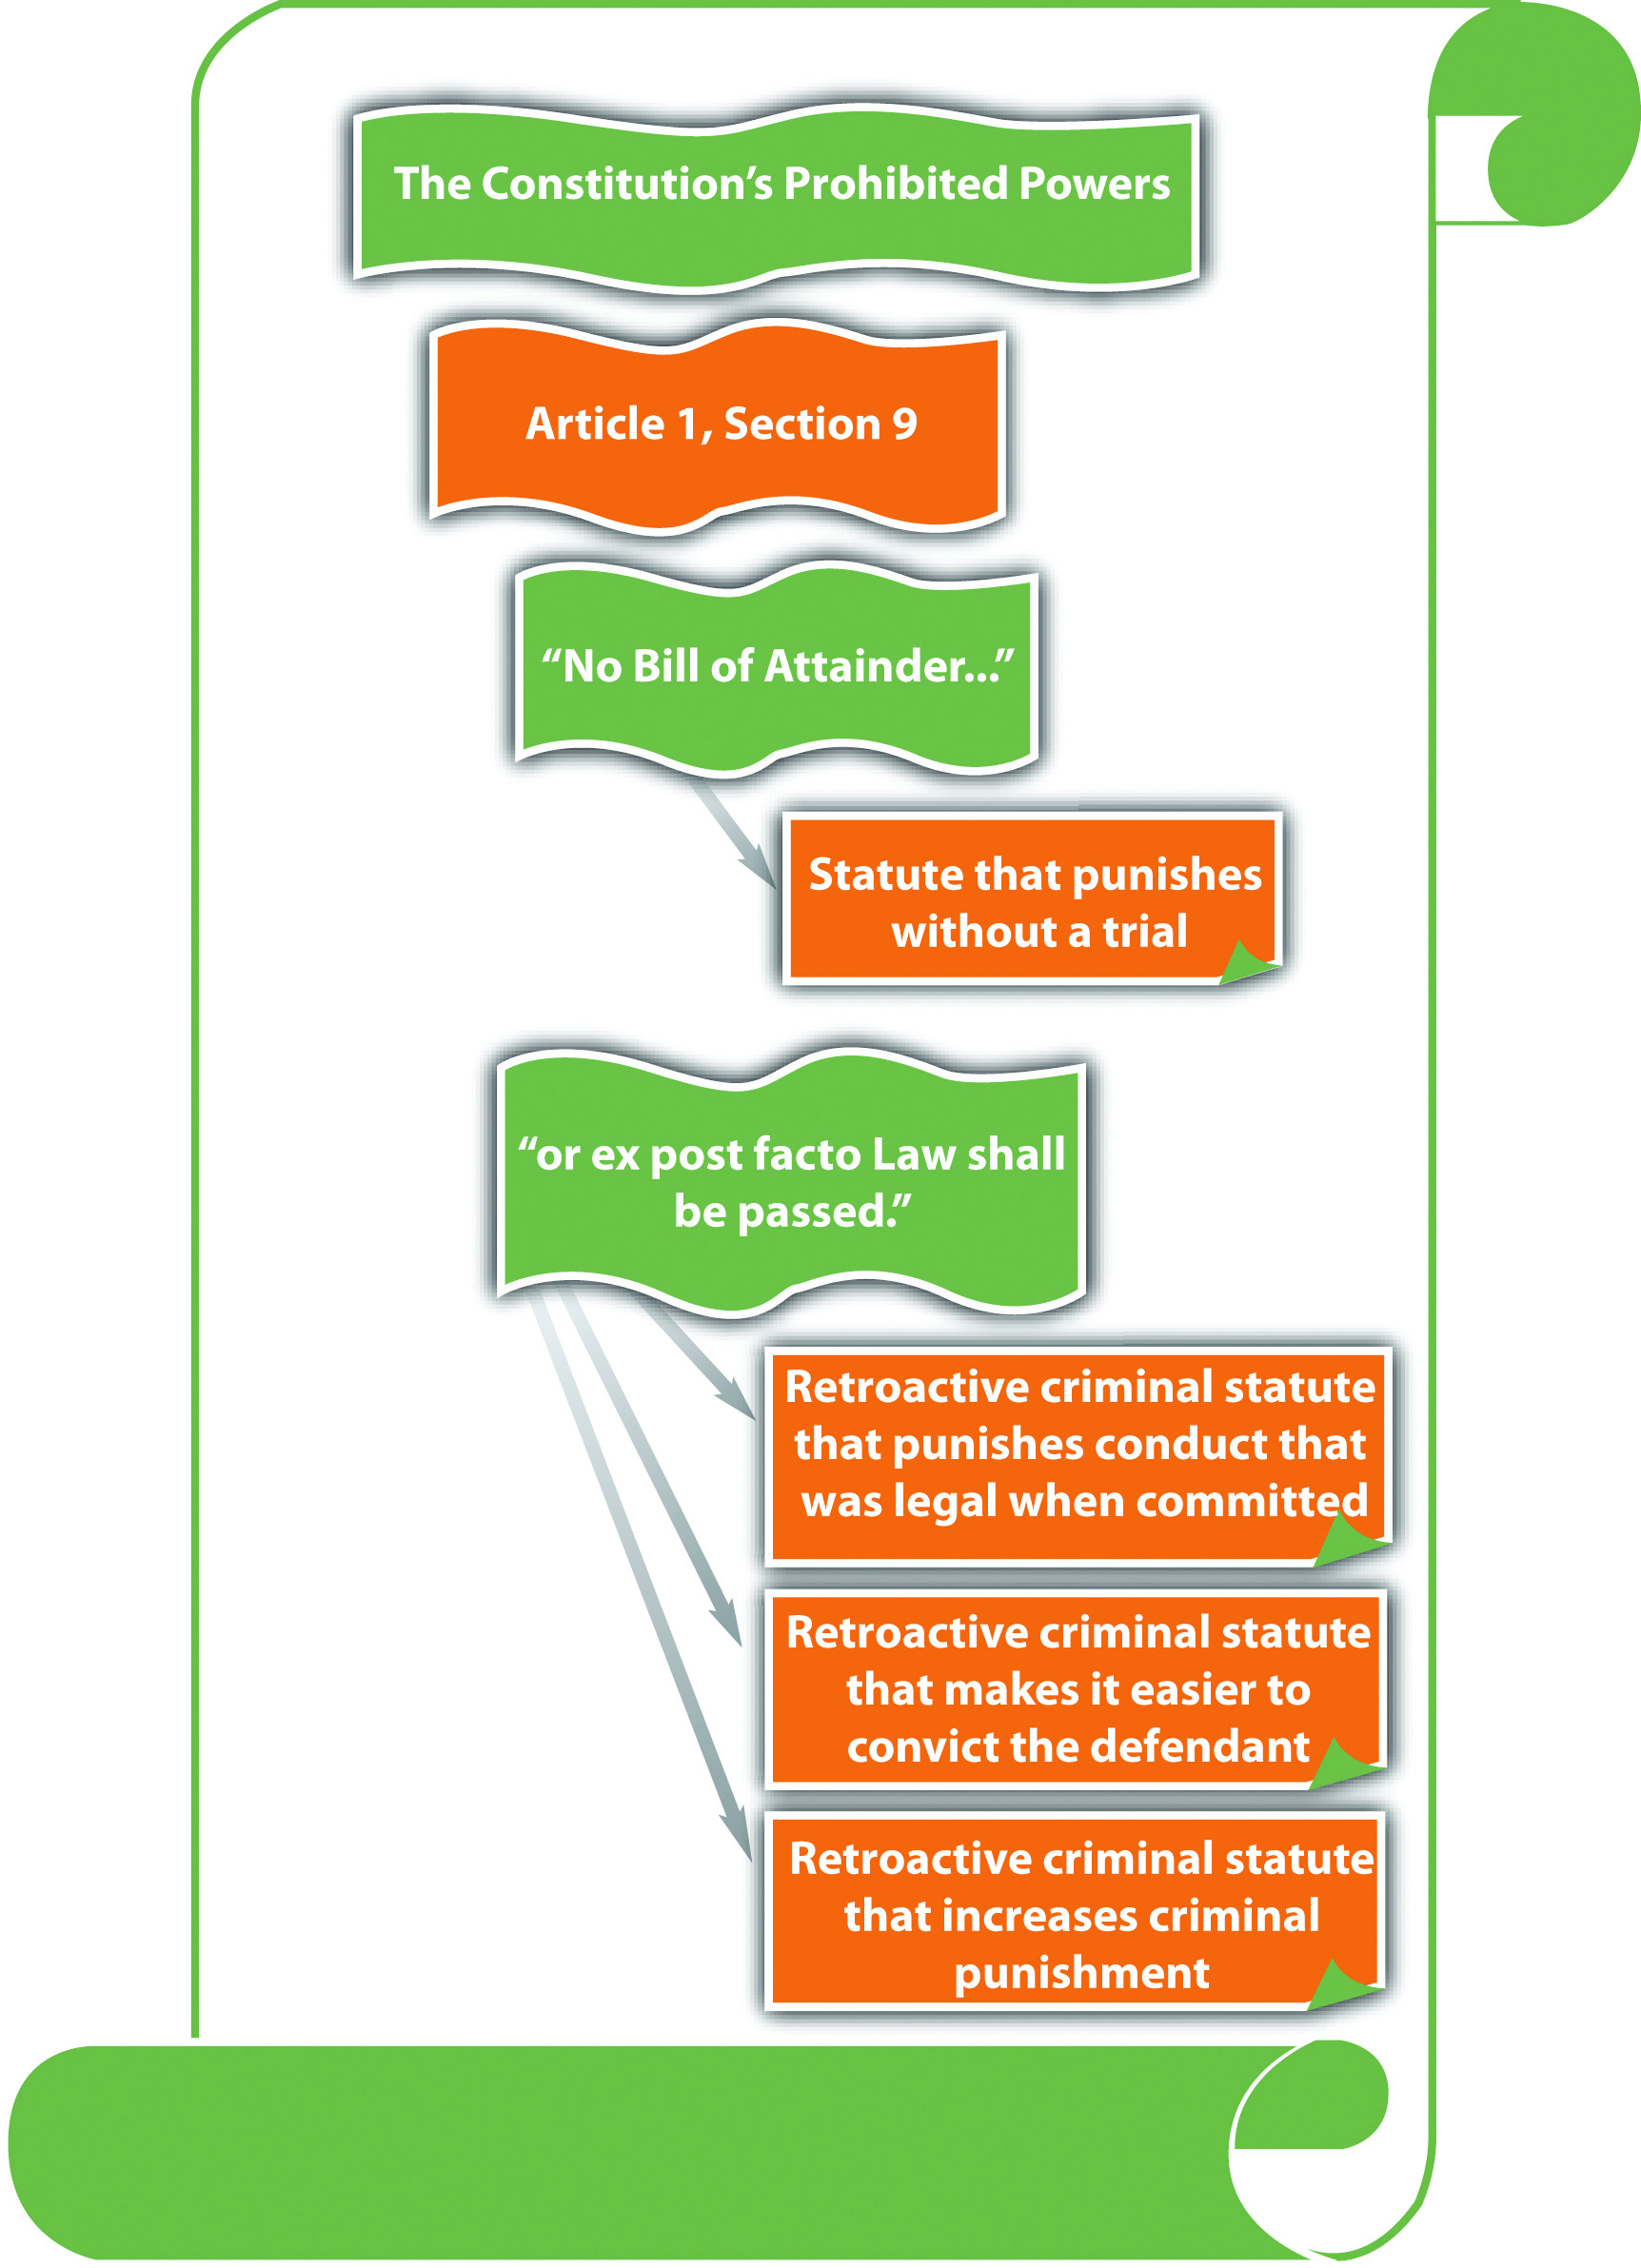 The Constitution’s Prohibited Powers
Article 1, Section 9
“No Bill of Attainder...”
Statute that punishes
without a trial
“or ex post facto Law shall
be passed.”
Retroactive criminal statute
that punishes conduct that
was legal when committed
Retroactive criminal statute
that makes it easier to
convict the defendant
Retroactive criminal statute
that increases criminal
punishment